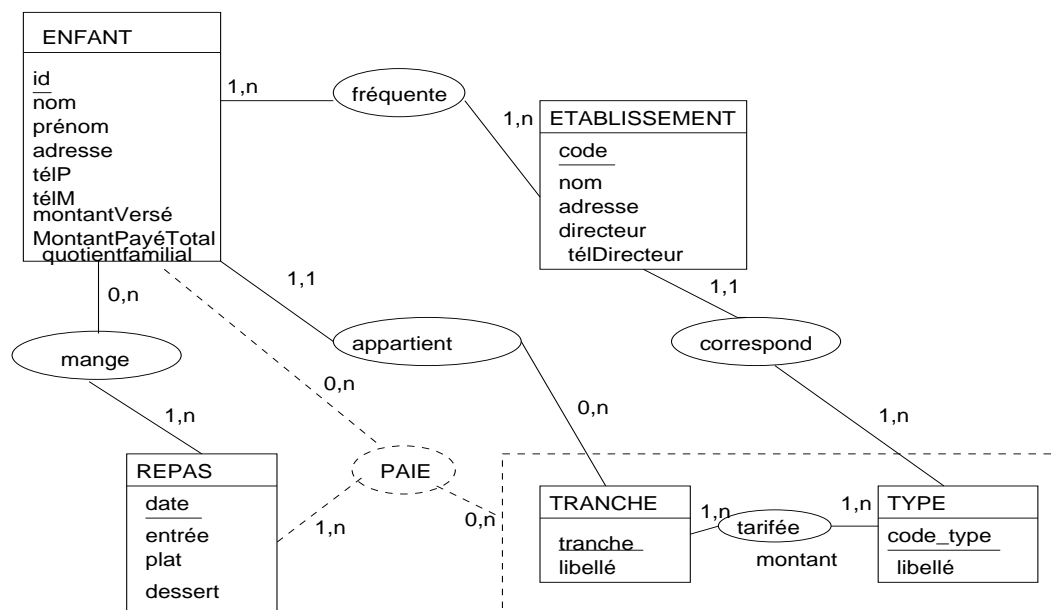 ENFANT
id
nom
prénom
adresse
télP
télM
montantVersé
MontantPayéTotal
quotientfamilial
1,n
fréquente
1,n
ETABLISSEMENT
code
nom
adresse
directeur
télDirecteur
0,n
1,1
1,1
mange
appartient
correspond
0,n
1,n
0,n
1,n
REPAS
date
entrée
plat
dessert
PAIE
1,n
0,n
TRANCHE
tranche
libellé
1,n
tarifée
montant
1,n
TYPE
code_type
libellé